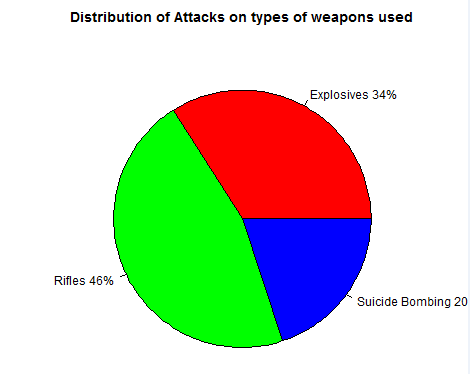 Distribution of Attacks on types of weapons used
Explosives 34%
Rifles 46%
Suicide Bombing 20